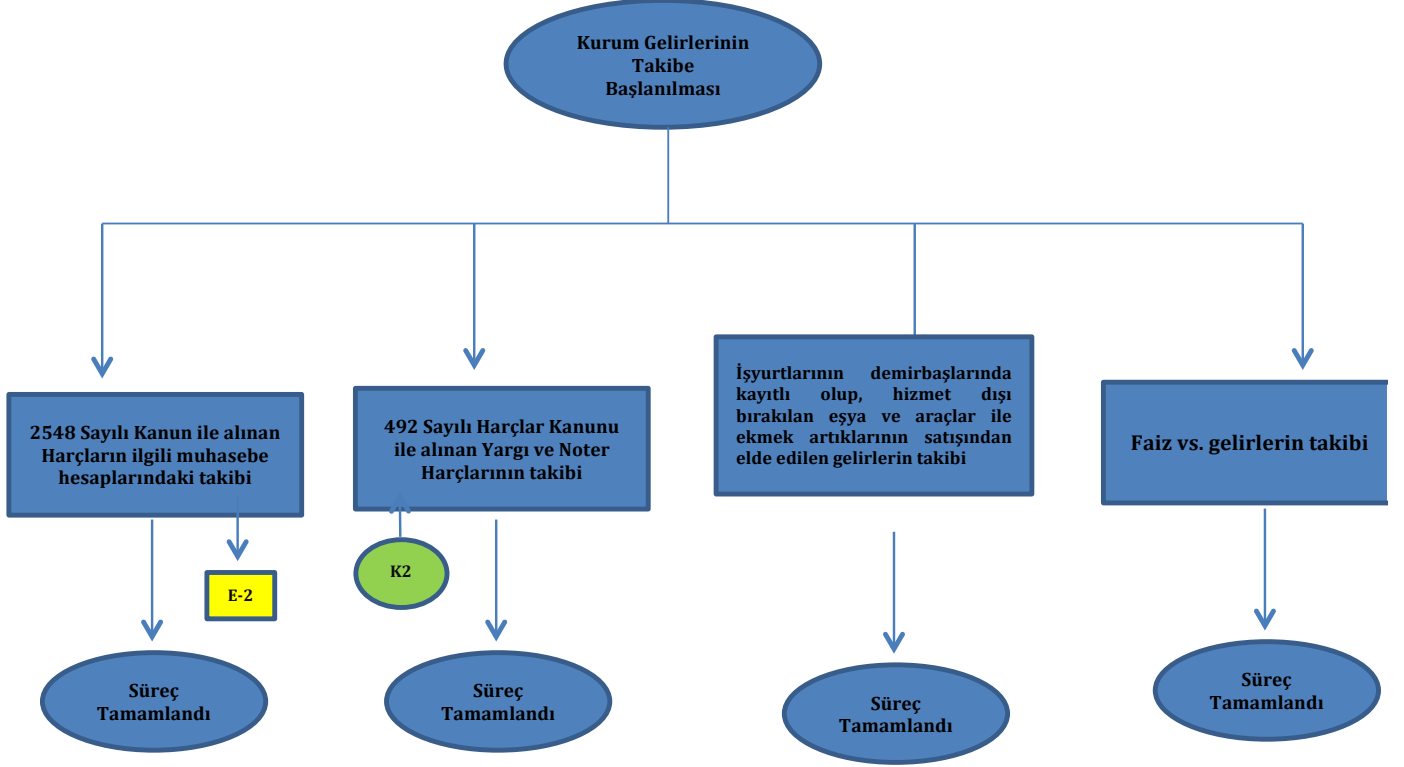 Kurum Gelirlerinin
Takibe
Başlanılması
2548 Sayılı Kanun ile alınan
Harçların ilgili muhasebe
hesaplarındaki takibi
492 Sayılı Harçlar Kanunu
ile alınan Yargı ve Noter
Harçlarının takibi
İşyurtlarının demirbaşlarında
kayıtlı olup, hizmet dışı
bırakılan eşya ve araçlar ile
ekmek artıklarının satışından
elde edilen gelirlerin takibi
Faiz vs. gelirlerin takibi
E-2
K2
Süreç
Tamamlandı
Süreç
Tamamlandı
Süreç
Tamamlandı
Süreç
Tamamlandı